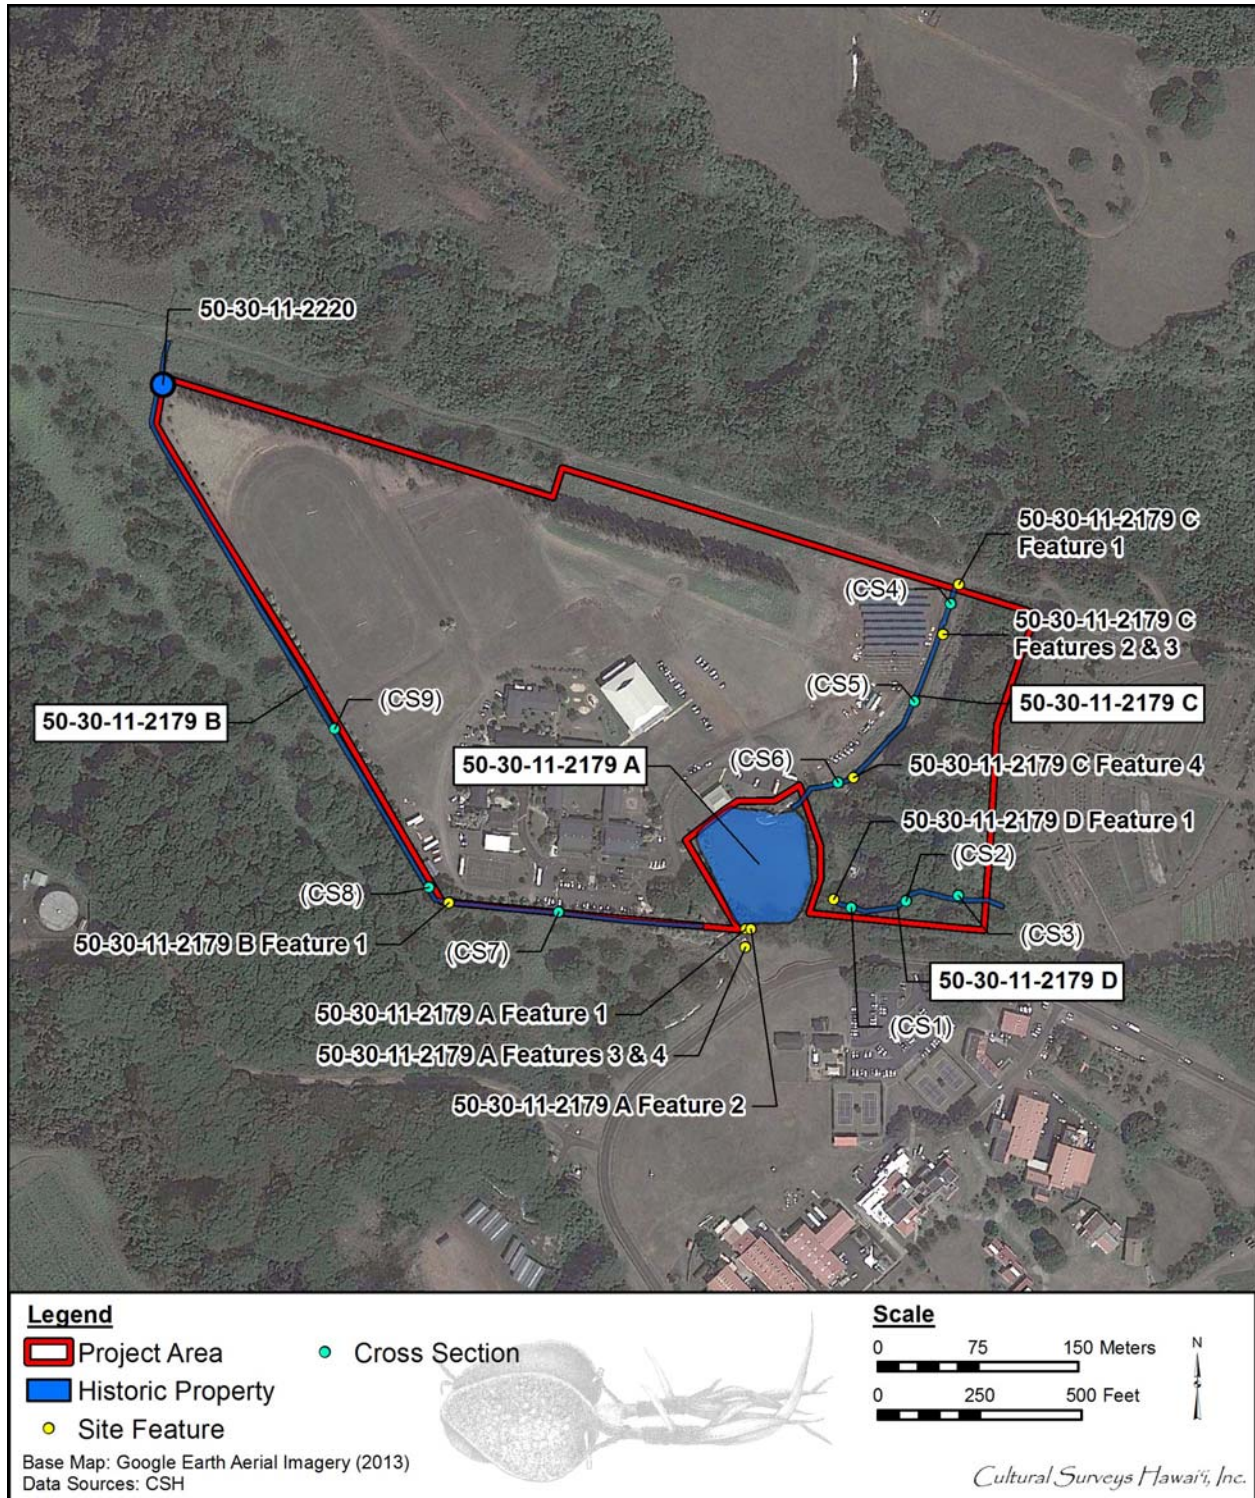 50-30-11-2220
50-30-11-2179 C
Feature 1
(CS4)
50-30-11-2179 C
Features 2 & 3
(CS5)
50-30-11-2179 C
(CS9)
50-30-11-2179 B
50-30-11-2179 A
(CS6)
50-30-11-2179 C Feature 4
50-30-11-2179 D Feature 1
(CS2)
(CS8)
50-30-11-2179 B Feature 1
(CS7)
(CS3)
50-30-11-2179 D
50-30-11-2179 A Feature 1
(CS1)
50-30-11-2179 A Features 3 & 4
50-30-11-2179 A Feature 2
Legend
Project Area
Cross Section
Historic Property
Site Feature
Base Map: Google Earth Aerial Imagery (2013)
Data Sources: CSH
Scale
0 75 150 Meters
0 250 500 Feet
N
Cultural Surveys Hawai‘i, Inc.